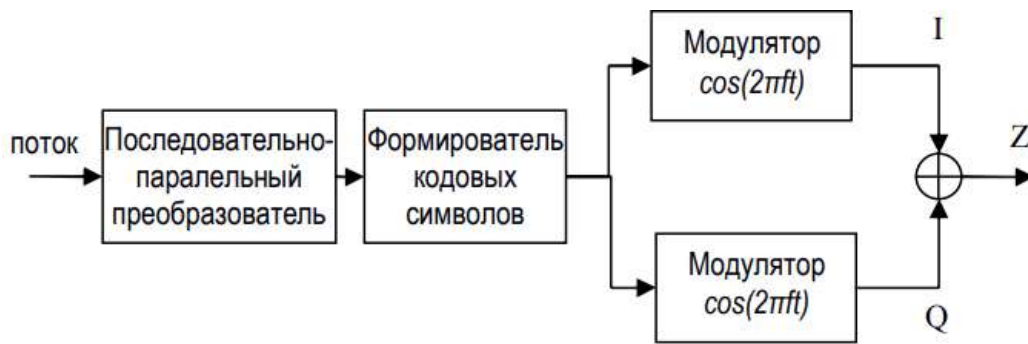 поток
Последовательно-
паралельный
преобразователь
Формирователь
кодовых
символов
Модулятор
cos(2πft)
I
Модулятор
cos(2πft)
Q
Z